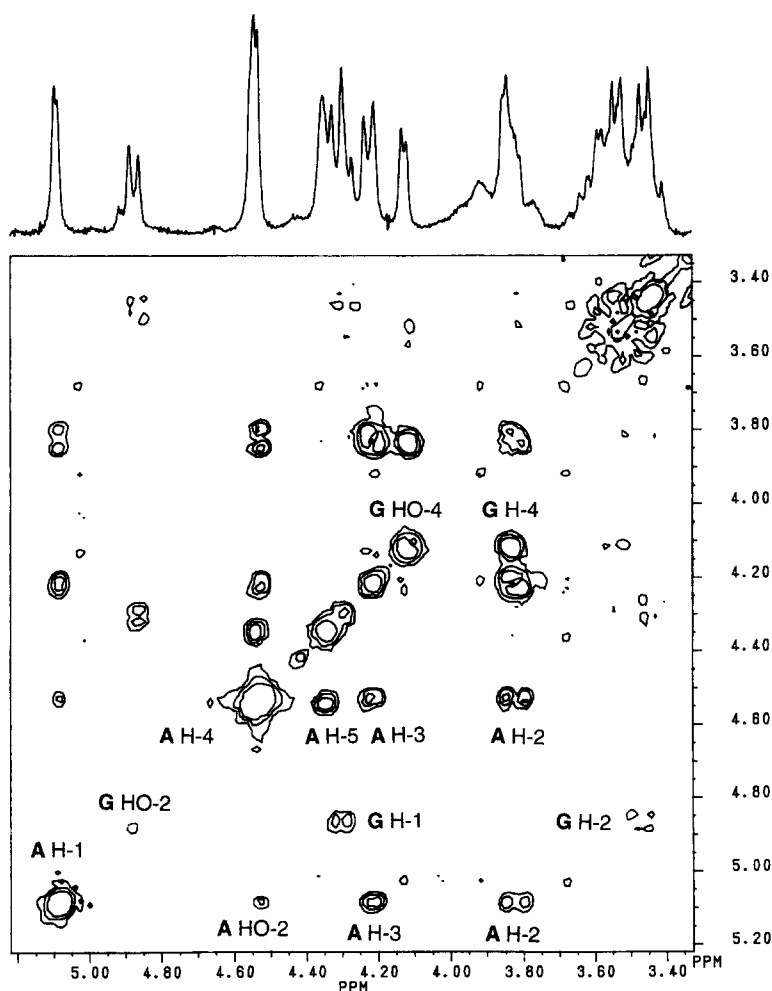 3.40
3.60
3.80
4.00
G HO-4 G H-4
4.20
4.40
4.60
A H-4 A H-5 A H-3 A H-2
4.80
G HO-2
G H-1 G H-2
A H-1
5.00
A HO-2 A H-3 A H-2
5.20
5.00 4.80 4.60 4.40 4.20 4.00 3.80 3.60 3.40 PPM
PPM